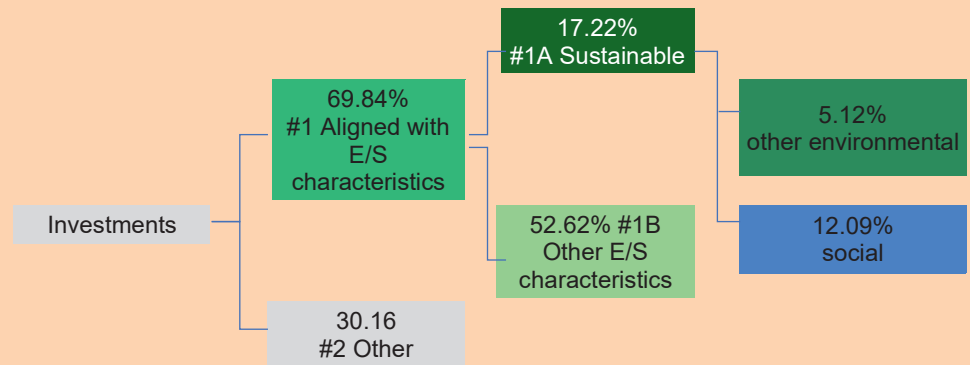 17.22%
#1A Sustainable
69.84%
#1 Aligned with
E/S
characteristics
5.12%
other environmental
Investments
52.62% #1B
Other E/S
characteristics
12.09%
social
30.16
#2 Other